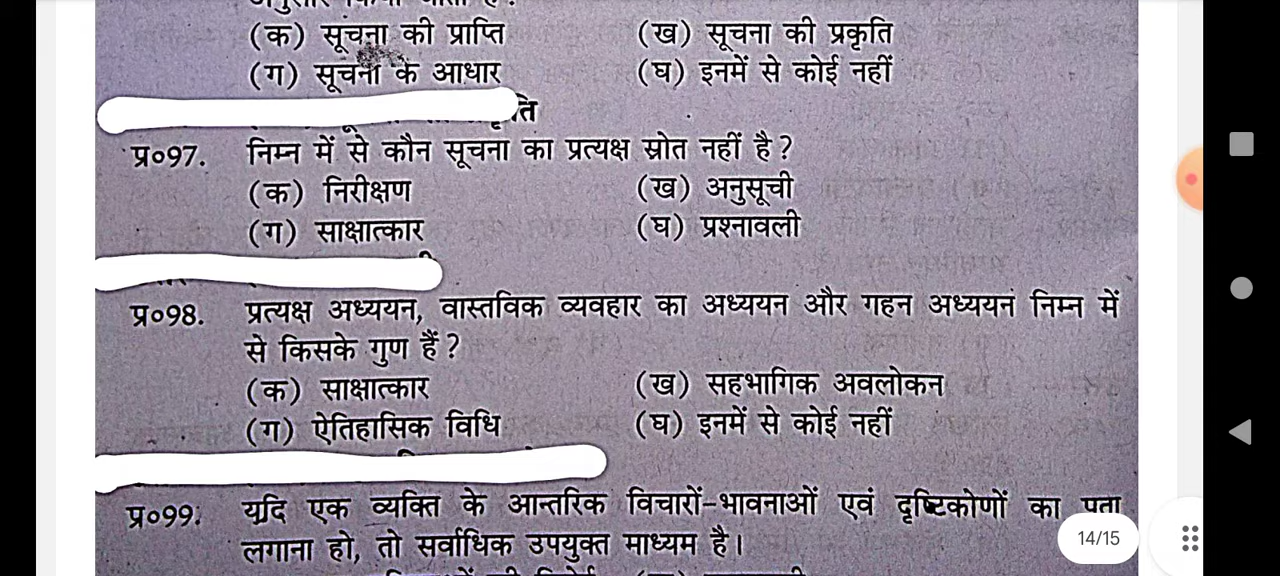 (क) सूचना की प्राप्ति (ख) सूचना की प्रकृति
(ग) सूचना के आधार (घ) इनमें से कोई नहीं
प्र०97. निम्न में से कौन सूचना का प्रत्यक्ष स्रोत नहीं है?
(क) निरीक्षण (ख) अनुसूची
(ग) साक्षात्कार (घ) प्रश्नावली
प्र०98. प्रत्यक्ष अध्ययन, वास्तविक व्यवहार का अध्ययन और गहन अध्ययन निम्न में
से किसके गुण हैं?
(क) साक्षात्कार (ख) सहभागिक अवलोकन
(ग) ऐतिहासिक विधि (घ) इनमें से कोई नहीं
प्र०99. यदि एक व्यक्ति के आन्तरिक विचारों-भावनाओं एवं दृष्टिकोणों का पता
लगाना हो, तो सर्वाधिक उपयुक्त माध्यम है।
14/15